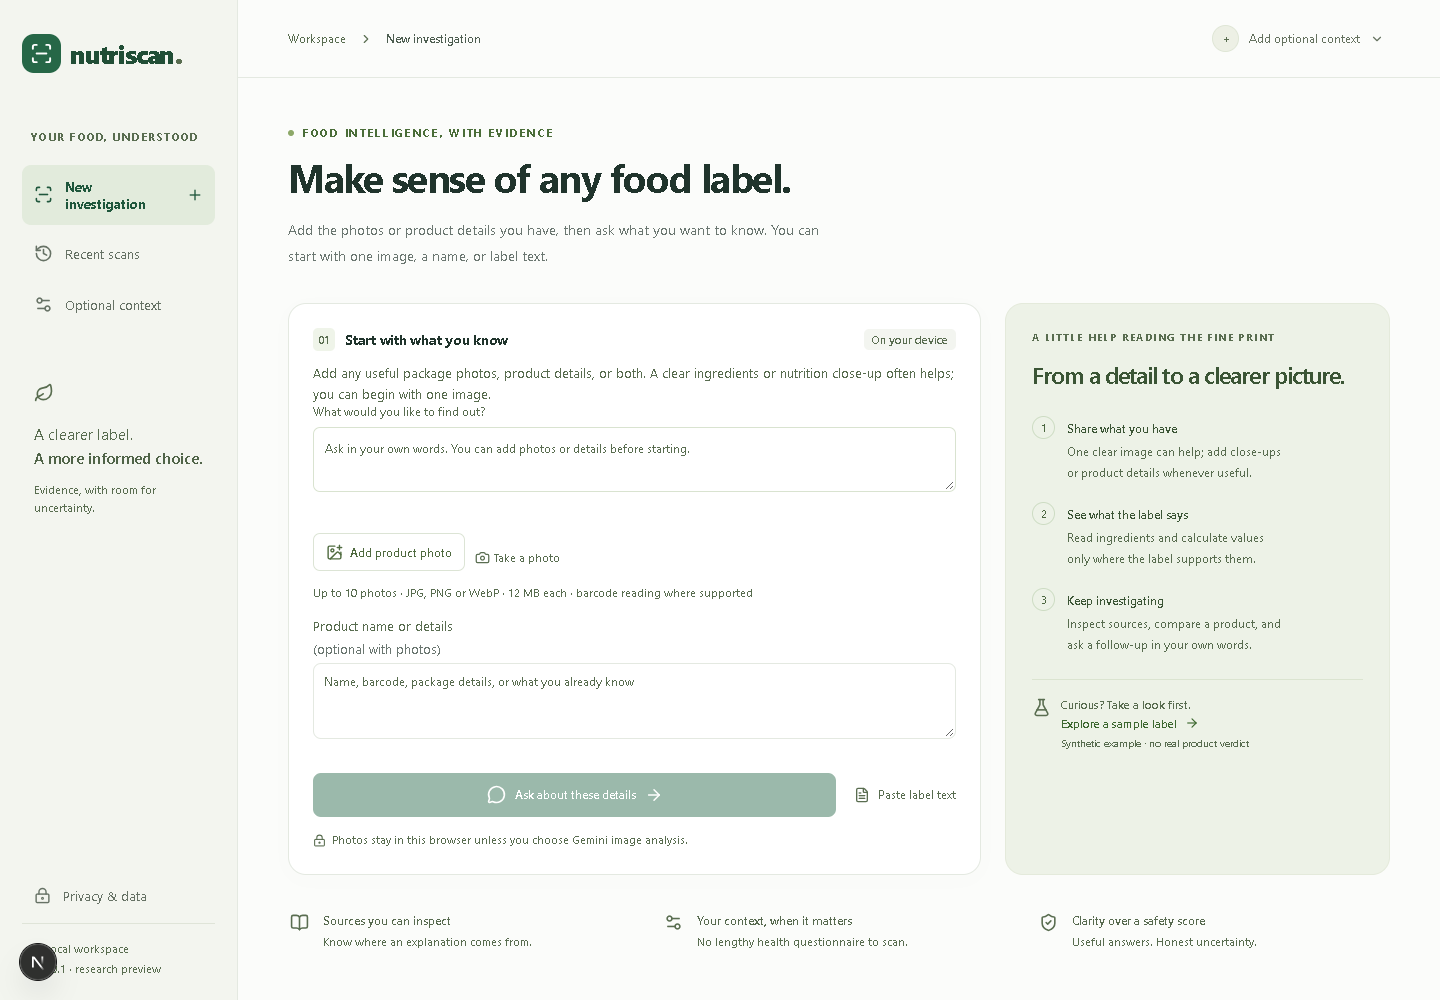 nutriscan.
YOUR FOOD, UNDERSTOOD
New
investigation
Recent scans
Optional context
A clearer label.
A more informed choice.
Evidence, with room for
uncertainty.
Privacy & data
ocal workspace
.1 · research preview
N
Workspace
New investigation
+
Add optional context
FOOD INTELLIGENCE, WITH EVIDENCE
Make sense of any food label.
Add the photos or product details you have, then ask what you want to know. You can
start with one image, a name, or label text.
01
Start with what you know
On your device
Add any useful package photos, product details, or both. A clear ingredients or nutrition close-up often helps;
you can begin with one image.
What would you like to find out?
Ask in your own words. You can add photos or details before starting.
Add product photo
Take a photo
Up to 10 photos · JPG, PNG or WebP · 12 MB each · barcode reading where supported
Product name or details
(optional with photos)
Name, barcode, package details, or what you already know
Ask about these details
Paste label text
Photos stay in this browser unless you choose Gemini image analysis.
A LITTLE HELP READING THE FINE PRINT
From a detail to a clearer picture.
1
Share what you have
One clear image can help; add close-ups
or product details whenever useful.
2
See what the label says
Read ingredients and calculate values
only where the label supports them.
3
Keep investigating
Inspect sources, compare a product, and
ask a follow-up in your own words.
Curious? Take a look first.
Explore a sample label
Synthetic example · no real product verdict
Sources you can inspect
Know where an explanation comes from.
Your context, when it matters
No lengthy health questionnaire to scan.
Clarity over a safety score
Useful answers. Honest uncertainty.